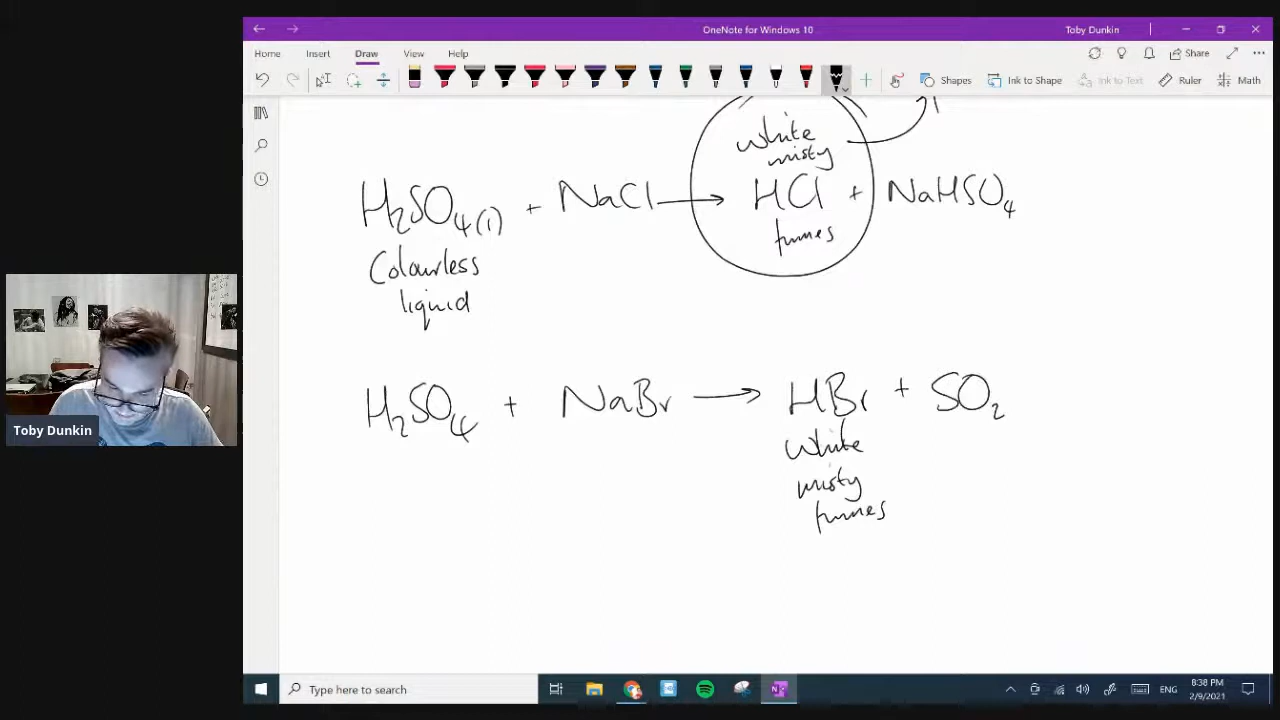 OneNote for Windows 10
Toby Dunkin
Home Insert Draw View Help
Share
Shapes Ink to Shape Ink to Text Ruler Math
White
misty
H₂SO₄(l) + NaCl → HCl + NaHSO₄
fumes
Colourless
liquid
H₂SO₄ + NaBr → HBr + SO₂
White
misty
fumes
Toby Dunkin
Type here to search
ENG
8:38 PM
2/9/2021